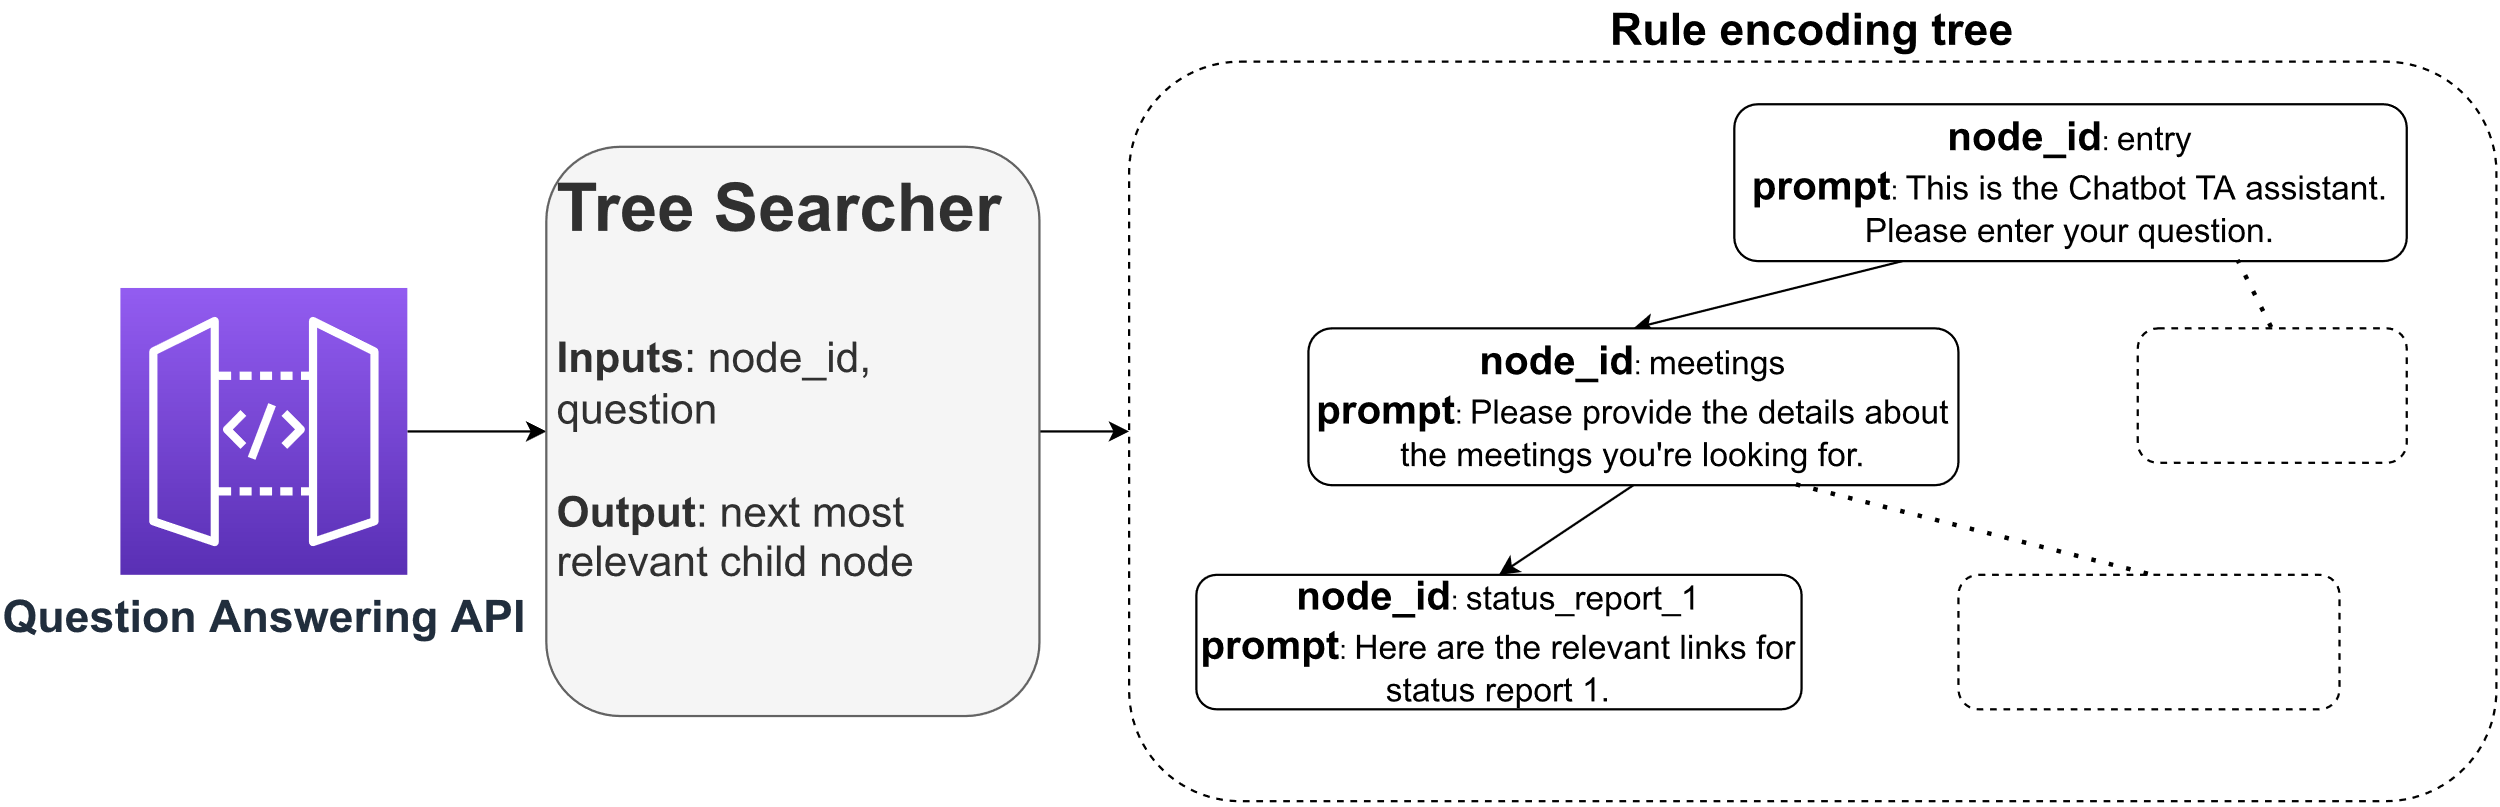 Rule encoding tree
node_id: entry
prompt: This is the Chatbot TA assistant.
Please enter your question.
Tree Searcher
Inputs: node_id,
question
Output: next most
relevant child node
Question Answering API
node_id: meetings
prompt: Please provide the details about
the meetings you're looking for.
node_id: status_report_1
prompt: Here are the relevant links for
status report 1.